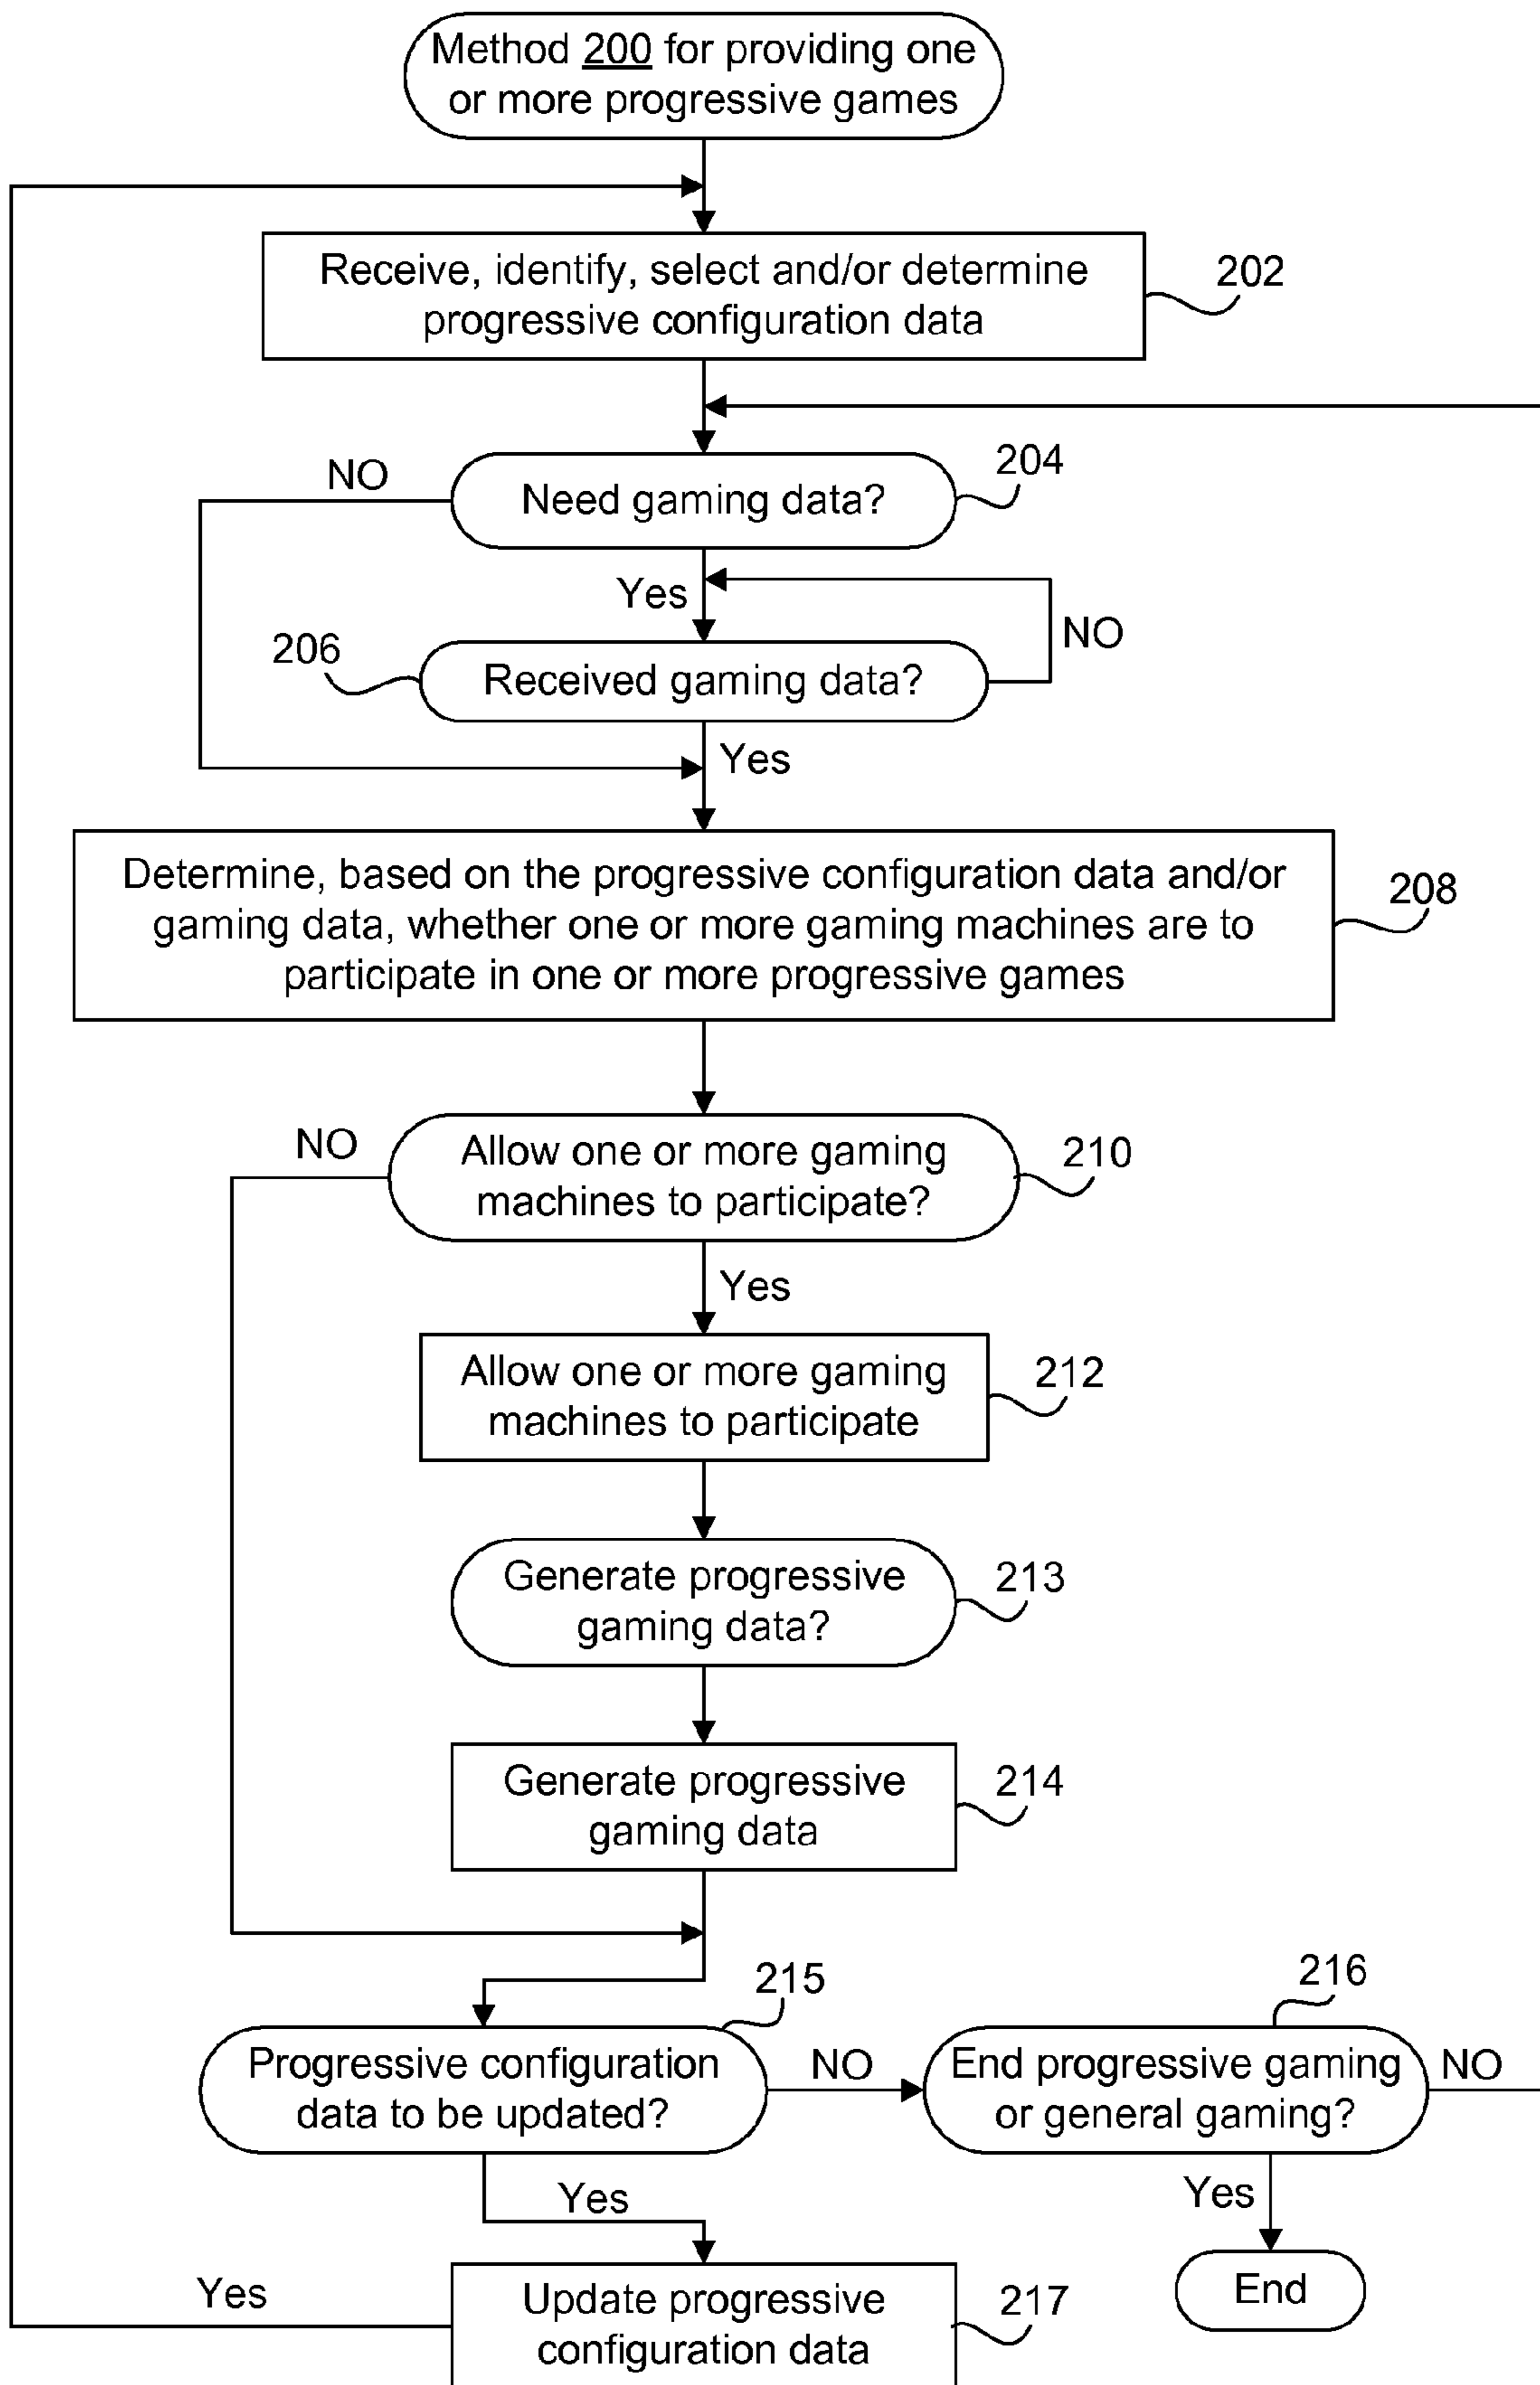 Method 200 for providing one
or more progressive games
Receive, identify, select and/or determine
progressive configuration data
202
NO
Need gaming data?
204
Yes
NO
206
Received gaming data?
Yes
Determine, based on the progressive configuration data and/or
gaming data, whether one or more gaming machines are to
participate in one or more progressive games
208
NO
Allow one or more gaming
machines to participate?
210
Yes
Allow one or more gaming
machines to participate
212
Generate progressive
gaming data?
213
Generate progressive
gaming data
214
215
216
Progressive configuration
data to be updated?
NO
End progressive gaming
or general gaming?
NO
Yes
Yes
Yes
Update progressive
configuration data
217
End